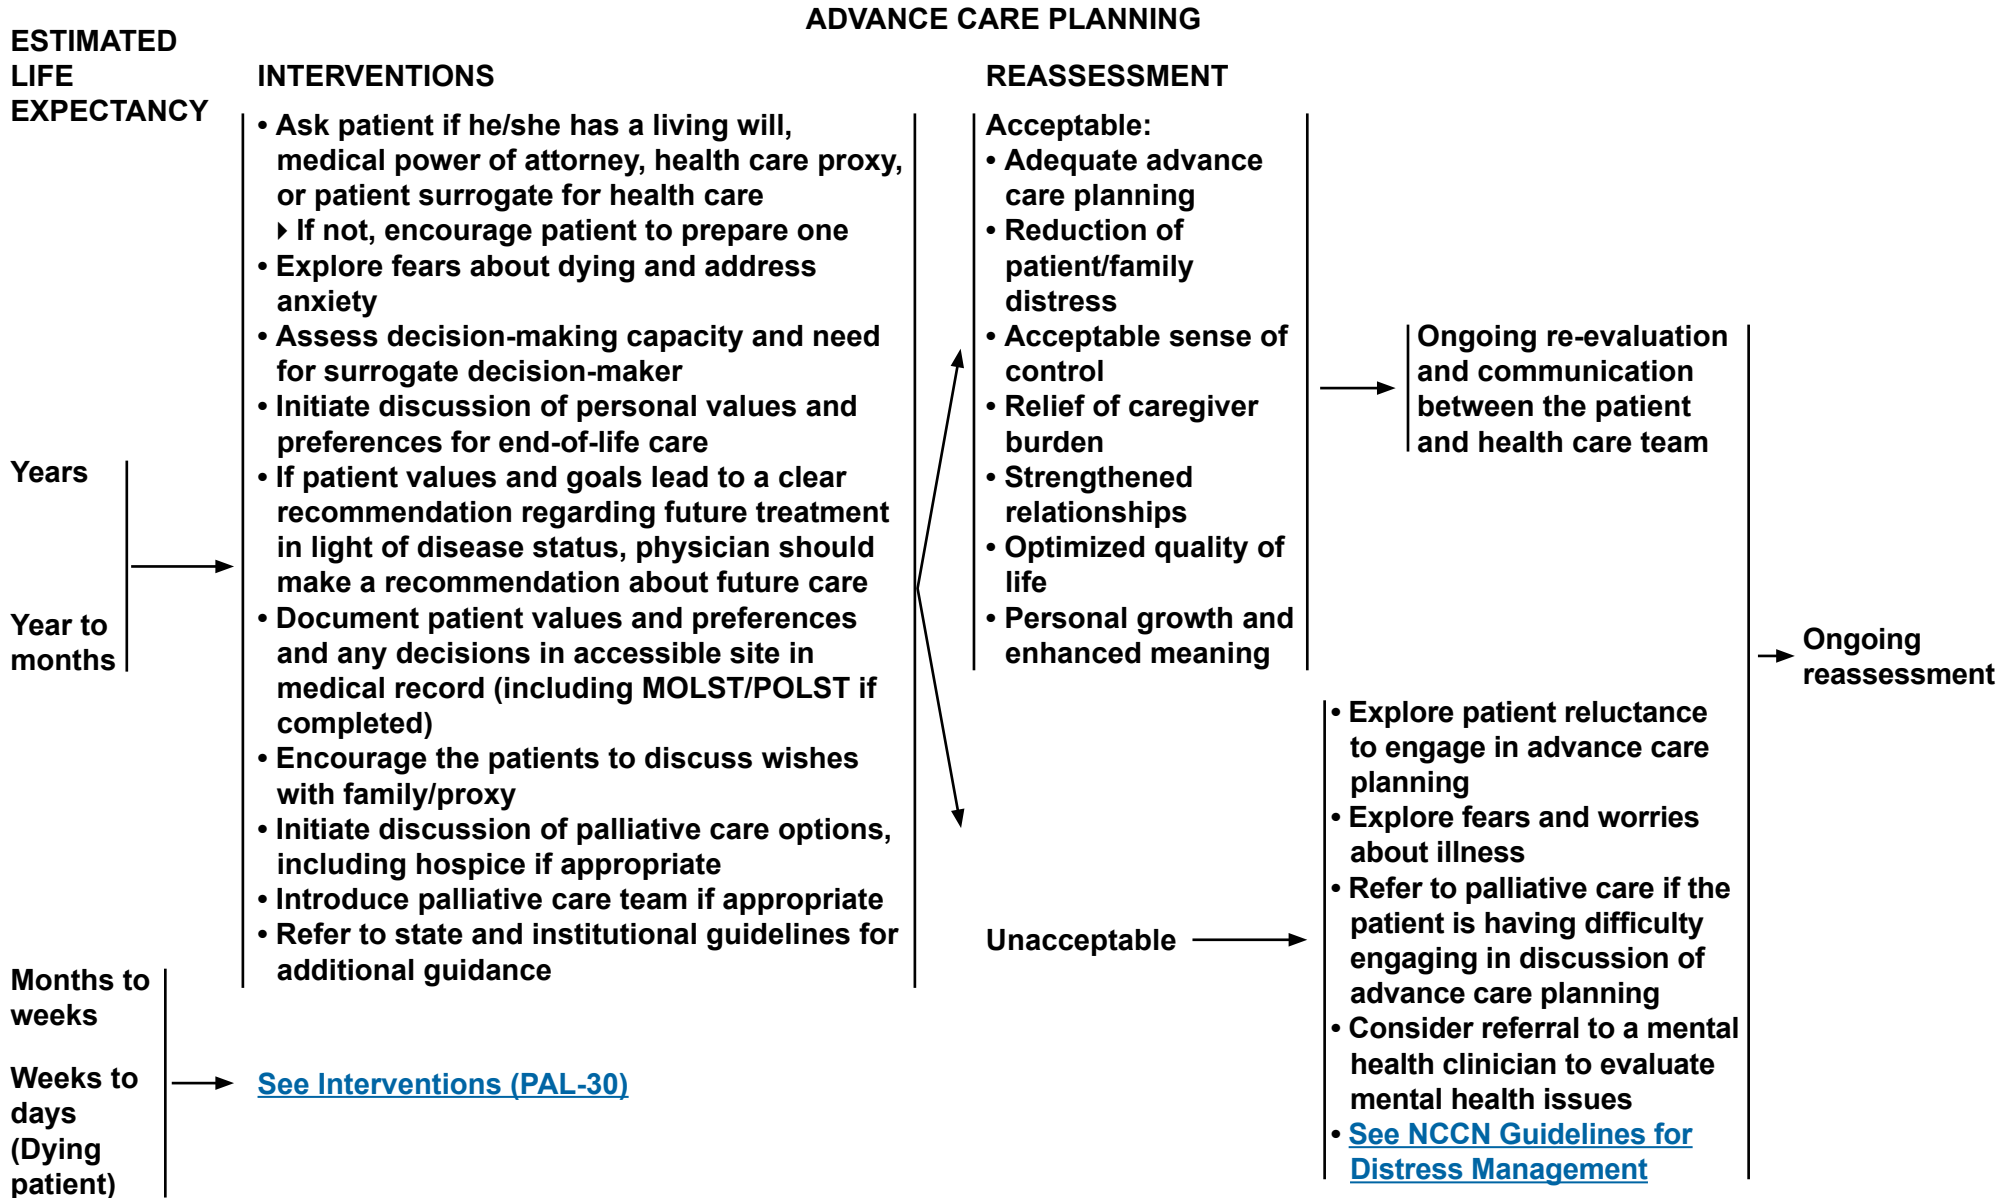 ADVANCE CARE PLANNING
ESTIMATED
LIFE
EXPECTANCY
Years
Year to
months
Months to
weeks
Weeks to
days
(Dying
patient)
INTERVENTIONS
• Ask patient if he/she has a living will,
medical power of attorney, health care proxy,
or patient surrogate for health care
▸ If not, encourage patient to prepare one
• Explore fears about dying and address
anxiety
• Assess decision-making capacity and need
for surrogate decision-maker
• Initiate discussion of personal values and
preferences for end-of-life care
• If patient values and goals lead to a clear
recommendation regarding future treatment
in light of disease status, physician should
make a recommendation about future care
• Document patient values and preferences
and any decisions in accessible site in
medical record (including MOLST/POLST if
completed)
• Encourage the patients to discuss wishes
with family/proxy
• Initiate discussion of palliative care options,
including hospice if appropriate
• Introduce palliative care team if appropriate
• Refer to state and institutional guidelines for
additional guidance
See Interventions (PAL-30)
REASSESSMENT
Acceptable:
• Adequate advance
care planning
• Reduction of
patient/family
distress
• Acceptable sense of
control
• Relief of caregiver
burden
• Strengthened
relationships
• Optimized quality of
life
• Personal growth and
enhanced meaning
Ongoing re-evaluation
and communication
between the patient
and health care team
Unacceptable
• Explore patient reluctance
to engage in advance care
planning
• Explore fears and worries
about illness
• Refer to palliative care if the
patient is having difficulty
engaging in discussion of
advance care planning
• Consider referral to a mental
health clinician to evaluate
mental health issues
• See NCCN Guidelines for
Distress Management
Ongoing
reassessment